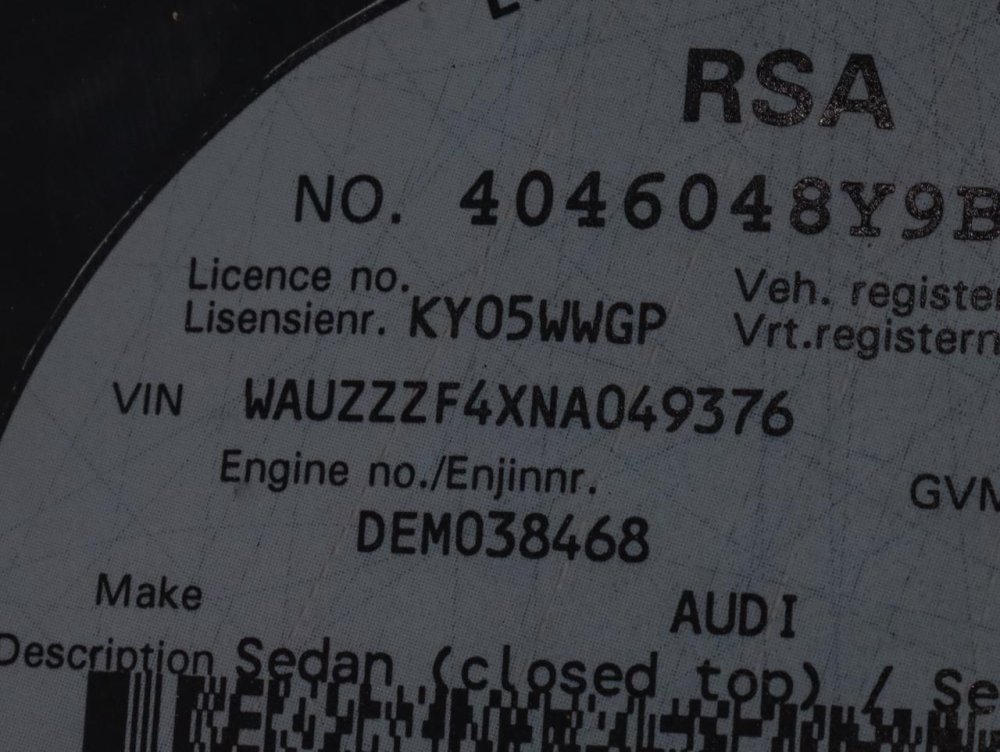 RSA
NO. 4046048Y9B
Licence no.
Lisensienr. KY05WWGP
Veh. registe
Vrt.registern
VIN WAUZZZF4XNA049376
Engine no./Enjinnr.
GVM
DEM038468
Make AUDI
Description Sedan (closed top) / Se